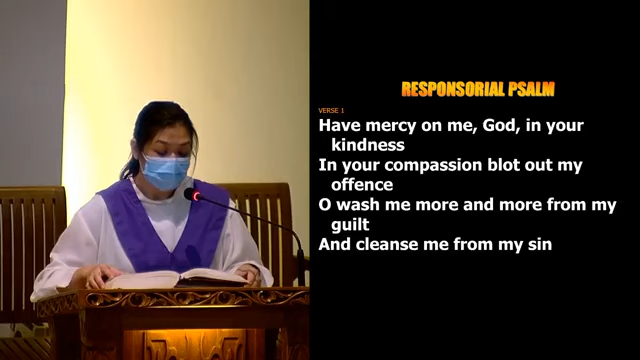 RESPONSORIAL PSALM
VERSE 1
Have mercy on me, God, in your
kindness
In your compassion blot out my
offence
O wash me more and more from my
guilt
And cleanse me from my sin